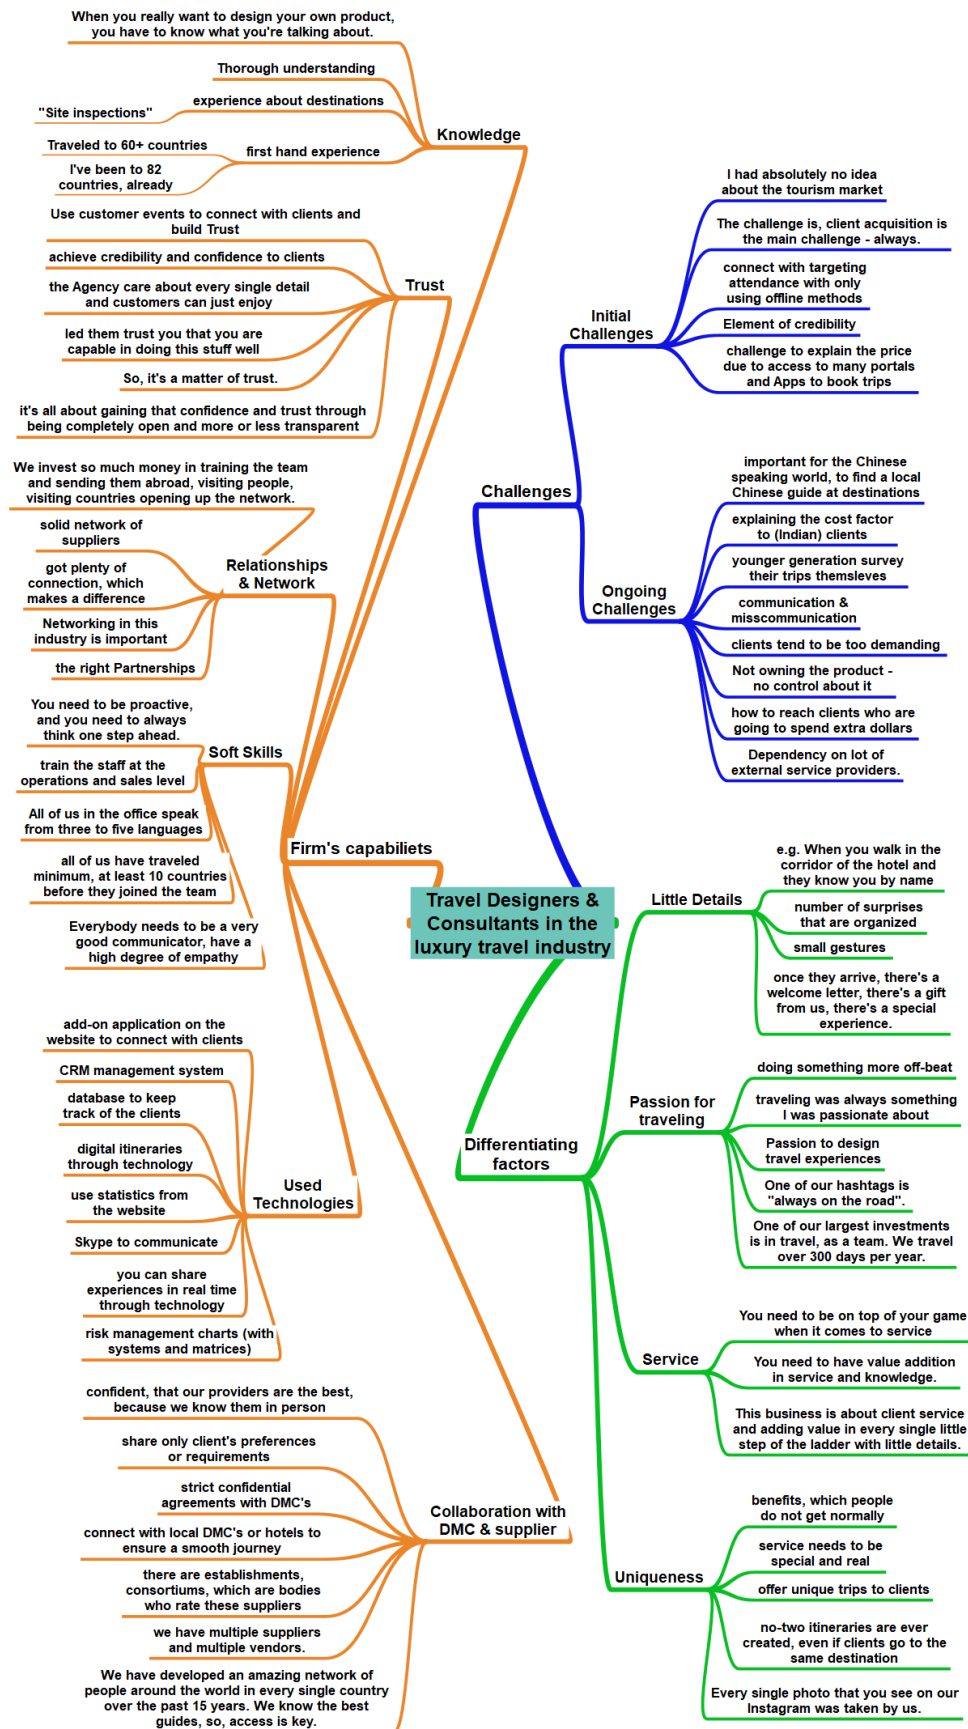 When you really want to design your own product,
you have to know what you're talking about.
Thorough understanding
experience about destinations
"Site inspections"
Knowledge
first hand experience
Traveled to 60+ countries
I've been to 82
countries, already
Use customer events to connect with clients and
build Trust
achieve credibility and confidence to clients
the Agency care about every single detail
and customers can just enjoy
Trust
led them trust you that you are
capable in doing this stuff well
So, it's a matter of trust.
it's all about gaining that confidence and trust through
being completely open and more or less transparent
We invest so much money in training the team
and sending them abroad, visiting people,
visiting countries opening up the network.
solid network of
suppliers
Relationships
& Network
got plenty of
connection, which
makes a difference
Networking in this
industry is important
the right Partnerships
You need to be proactive,
and you need to always
think one step ahead.
Soft Skills
train the staff at the
operations and sales level
All of us in the office speak
from three to five languages
all of us have traveled
minimum, at least 10 countries
before they joined the team
Everybody needs to be a very
good communicator, have a
high degree of empathy
Firm's capabiliets
Travel Designers &
Consultants in the
luxury travel industry
add-on application on the
website to connect with clients
CRM management system
database to keep
track of the clients
digital itineraries
through technology
Used
Technologies
use statistics from
the website
Skype to communicate
you can share
experiences in real time
through technology
risk management charts (with
systems and matrices)
confident, that our providers are the best,
because we know them in person
share only client's preferences
or requirements
strict confidential
agreements with DMC's
Collaboration with
DMC & supplier
connect with local DMC's or hotels to
ensure a smooth journey
there are establishments,
consortiums, which are bodies
who rate these suppliers
we have multiple suppliers
and multiple vendors.
We have developed an amazing network of
people around the world in every single country
over the past 15 years. We know the best
guides, so, access is key.
I had absolutely no idea
about the tourism market
The challenge is, client acquisition is
the main challenge - always.
connect with targeting
attendance with only
using offline methods
Initial
Challenges
Element of credibility
challenge to explain the price
due to access to many portals
and Apps to book trips
Challenges
important for the Chinese
speaking world, to find a local
Chinese guide at destinations
explaining the cost factor
to (Indian) clients
younger generation survey
their trips themsleves
Ongoing
Challenges
communication &
misscommunication
clients tend to be too demanding
Not owning the product -
no control about it
how to reach clients who are
going to spend extra dollars
Dependency on lot of
external service providers.
e.g. When you walk in the
corridor of the hotel and
they know you by name
Little Details
number of surprises
that are organized
small gestures
once they arrive, there's a
welcome letter, there's a gift
from us, there's a special
experience.
doing something more off-beat
Passion for
traveling
traveling was always something
I was passionate about
Passion to design
travel experiences
One of our hashtags is
"always on the road".
One of our largest investments
is in travel, as a team. We travel
over 300 days per year.
Differentiating
factors
You need to be on top of your game
when it comes to service
Service
You need to have value addition
in service and knowledge.
This business is about client service
and adding value in every single little
step of the ladder with little details.
benefits, which people
do not get normally
service needs to be
special and real
Uniqueness
offer unique trips to clients
no-two itineraries are ever
created, even if clients go to the
same destination
Every single photo that you see on our
Instagram was taken by us.